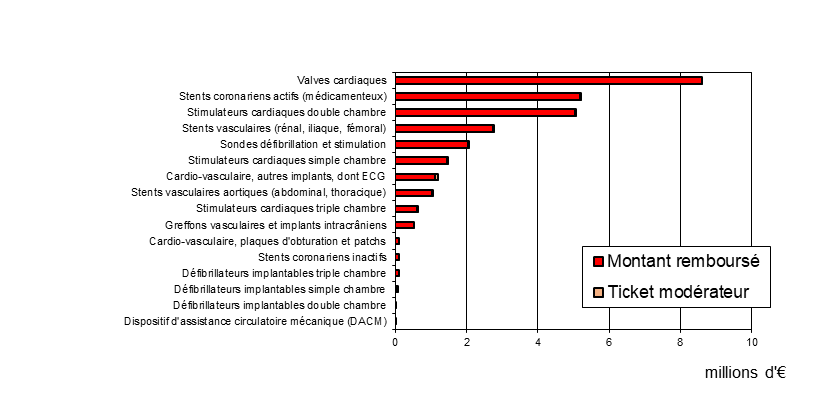 Valves cardiaques
Stents coronariens actifs (médicamenteux)
Stimulateurs cardiaques double chambre
Stents vasculaires (rénal, iliaque, fémoral)
Sondes défibrillation et stimulation
Stimulateurs cardiaques simple chambre
Cardio-vasculaire, autres implants, dont ECG
Stents vasculaires aortiques (abdominal, thoracique)
Stimulateurs cardiaques triple chambre
Greffons vasculaires et implants intracrâniens
Cardio-vasculaire, plaques d'obturation et patchs
Stents coronariens inactifs
Défibrillateurs implantables triple chambre
Défibrillateurs implantables simple chambre
Défibrillateurs implantables double chambre
Dispositif d'assistance circulatoire mécanique (DACM)
Montant remboursé
Ticket modérateur
0 2 4 6 8 10
millions d'€